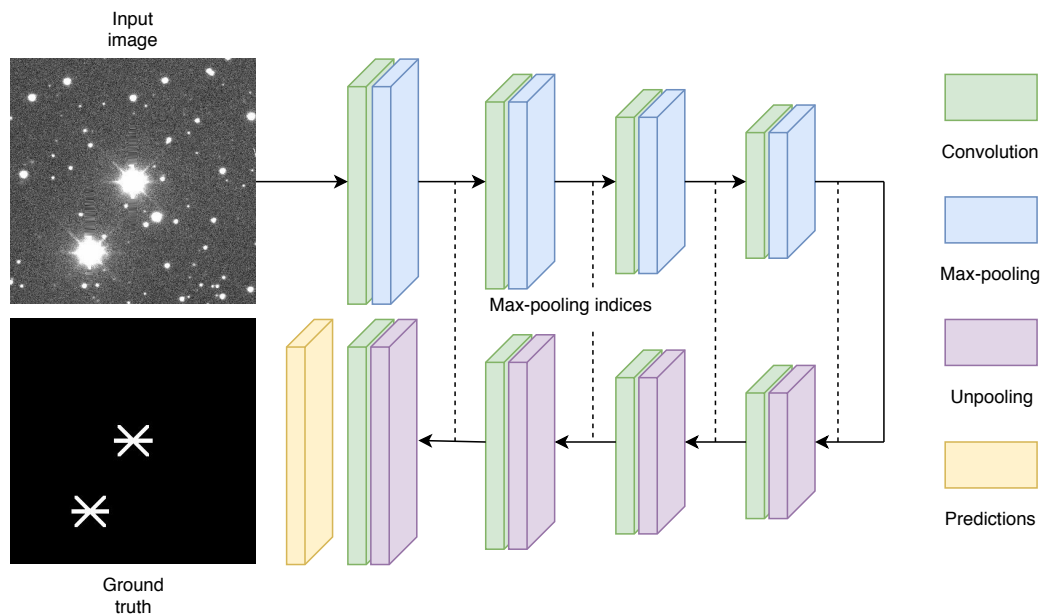 Input
image
Convolution
Max-pooling
Max-pooling indices
Unpooling
Predictions
Ground
truth